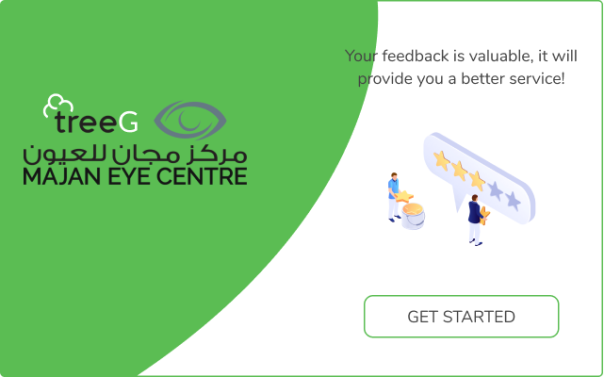 treeG
مركز مجان للعيون
MAJAN EYE CENTRE
Your feedback is valuable, it will
provide you a better service!
GET STARTED